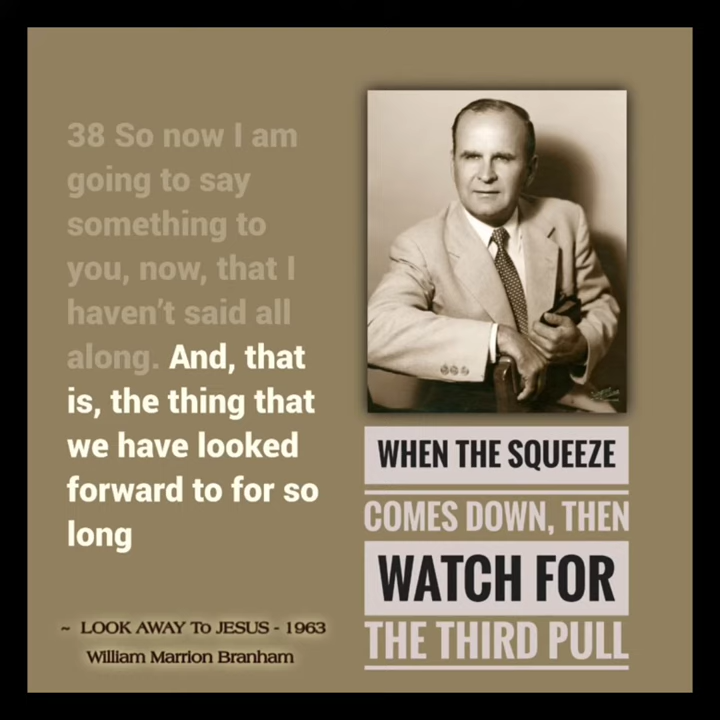 38 So now I am
going to say
something to
you, now, that I
haven't said all
along. And, that
is, the thing that
we have looked
forward to for so
long
~ LOOK AWAY To JESUS - 1963
William Marrion Branham
WHEN THE SQUEEZE
COMES DOWN, THEN
WATCH FOR
THE THIRD PULL